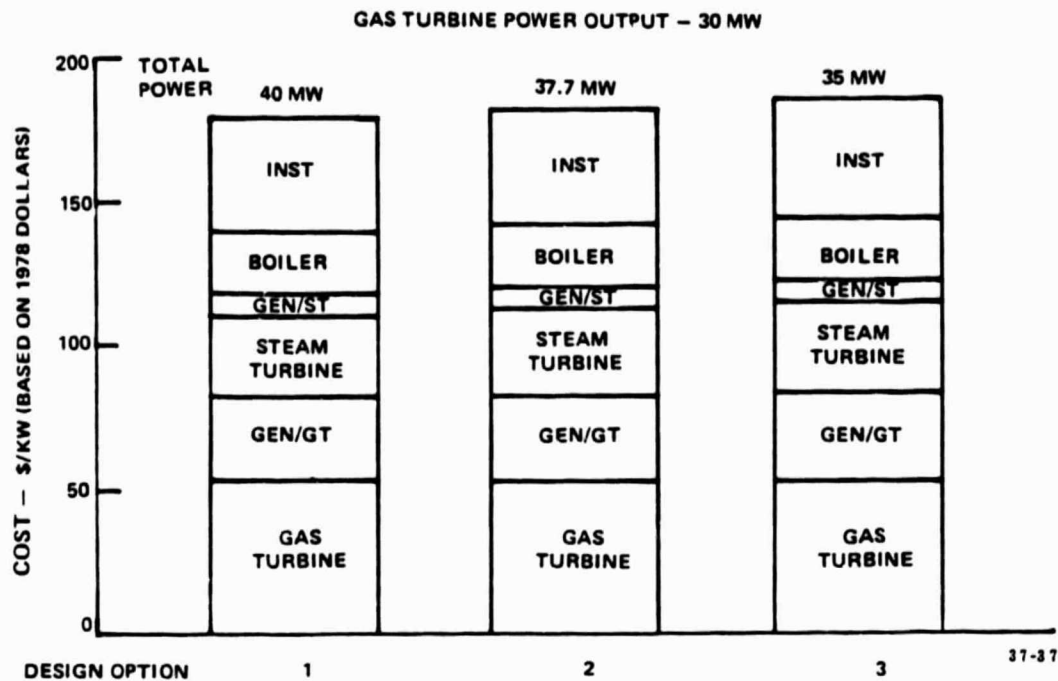 GAS TURBINE POWER OUTPUT – 30 MW
COST – $/KW (BASED ON 1978 DOLLARS)
200
150
100
50
0
TOTAL
POWER
40 MW
INST
BOILER
GEN/ST
STEAM
TURBINE
GEN/GT
GAS
TURBINE
37.7 MW
INST
BOILER
GEN/ST
STEAM
TURBINE
GEN/GT
GAS
TURBINE
35 MW
INST
BOILER
GEN/ST
STEAM
TURBINE
GEN/GT
GAS
TURBINE
DESIGN OPTION 1 2 3
37-37